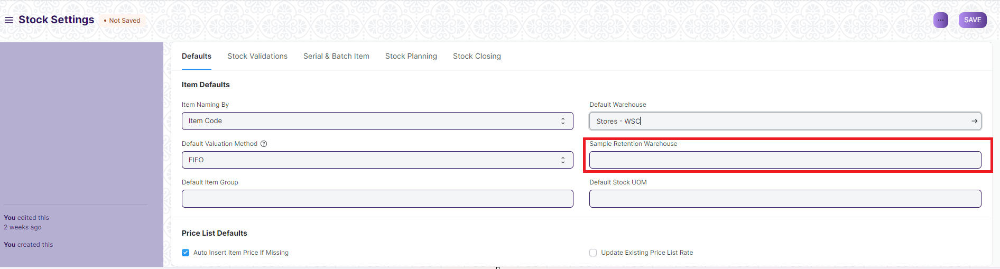 Stock Settings
• Not Saved
...
SAVE
Defaults
Stock Validations
Serial & Batch Item
Stock Planning
Stock Closing
Item Defaults
Item Naming By
Item Code
Default Warehouse
Stores - WSC
Default Valuation Method ?
FIFO
Sample Retention Warehouse
Default Item Group
Default Stock UOM
You edited this
2 weeks ago
You created this
Price List Defaults
Auto Insert Item Price If Missing
Update Existing Price List Rate